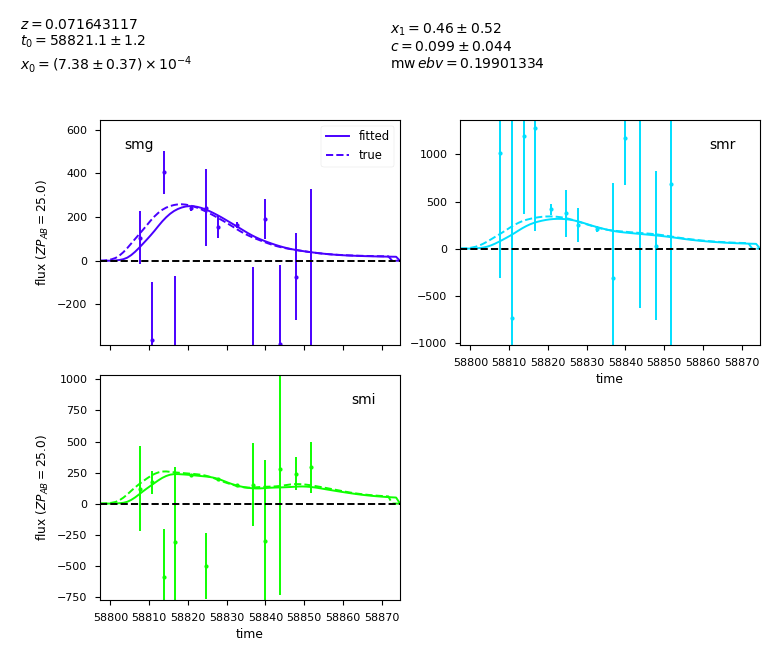 z = 0.071643117
t₀ = 58821.1 ± 1.2
x₀ = (7.38 ± 0.37) × 10⁻⁴
x₁ = 0.46 ± 0.52
c = 0.099 ± 0.044
mw ebv = 0.19901334
smg
fitted
true
600
400
200
0
−200
flux (ZP_AB = 25.0)
smr
1000
500
0
−500
−1000
58800 58810 58820 58830 58840 58850 58860 58870
time
smi
1000
750
500
250
0
−250
−500
−750
flux (ZP_AB = 25.0)
58800 58810 58820 58830 58840 58850 58860 58870
time